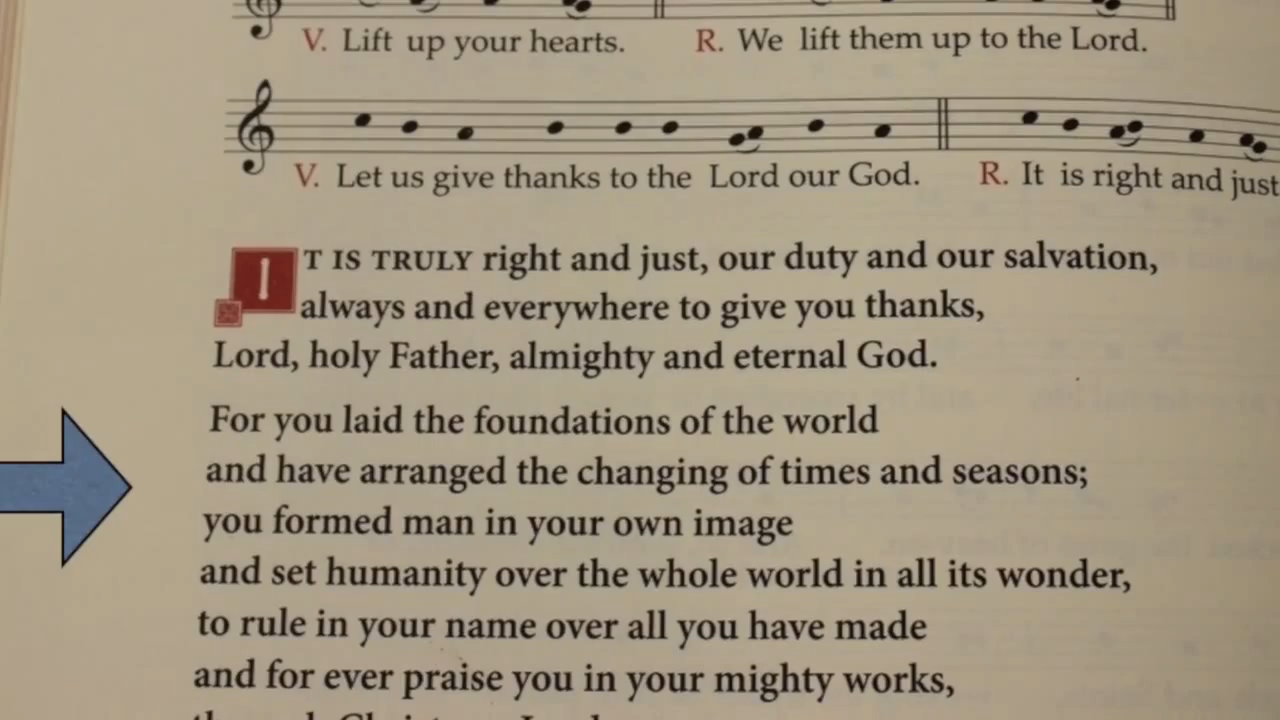 V. Lift up your hearts. R. We lift them up to the Lord.
V. Let us give thanks to the Lord our God. R. It is right and just
IT IS TRULY right and just, our duty and our salvation,
always and everywhere to give you thanks,
Lord, holy Father, almighty and eternal God.
For you laid the foundations of the world
and have arranged the changing of times and seasons;
you formed man in your own image
and set humanity over the whole world in all its wonder,
to rule in your name over all you have made
and for ever praise you in your mighty works,